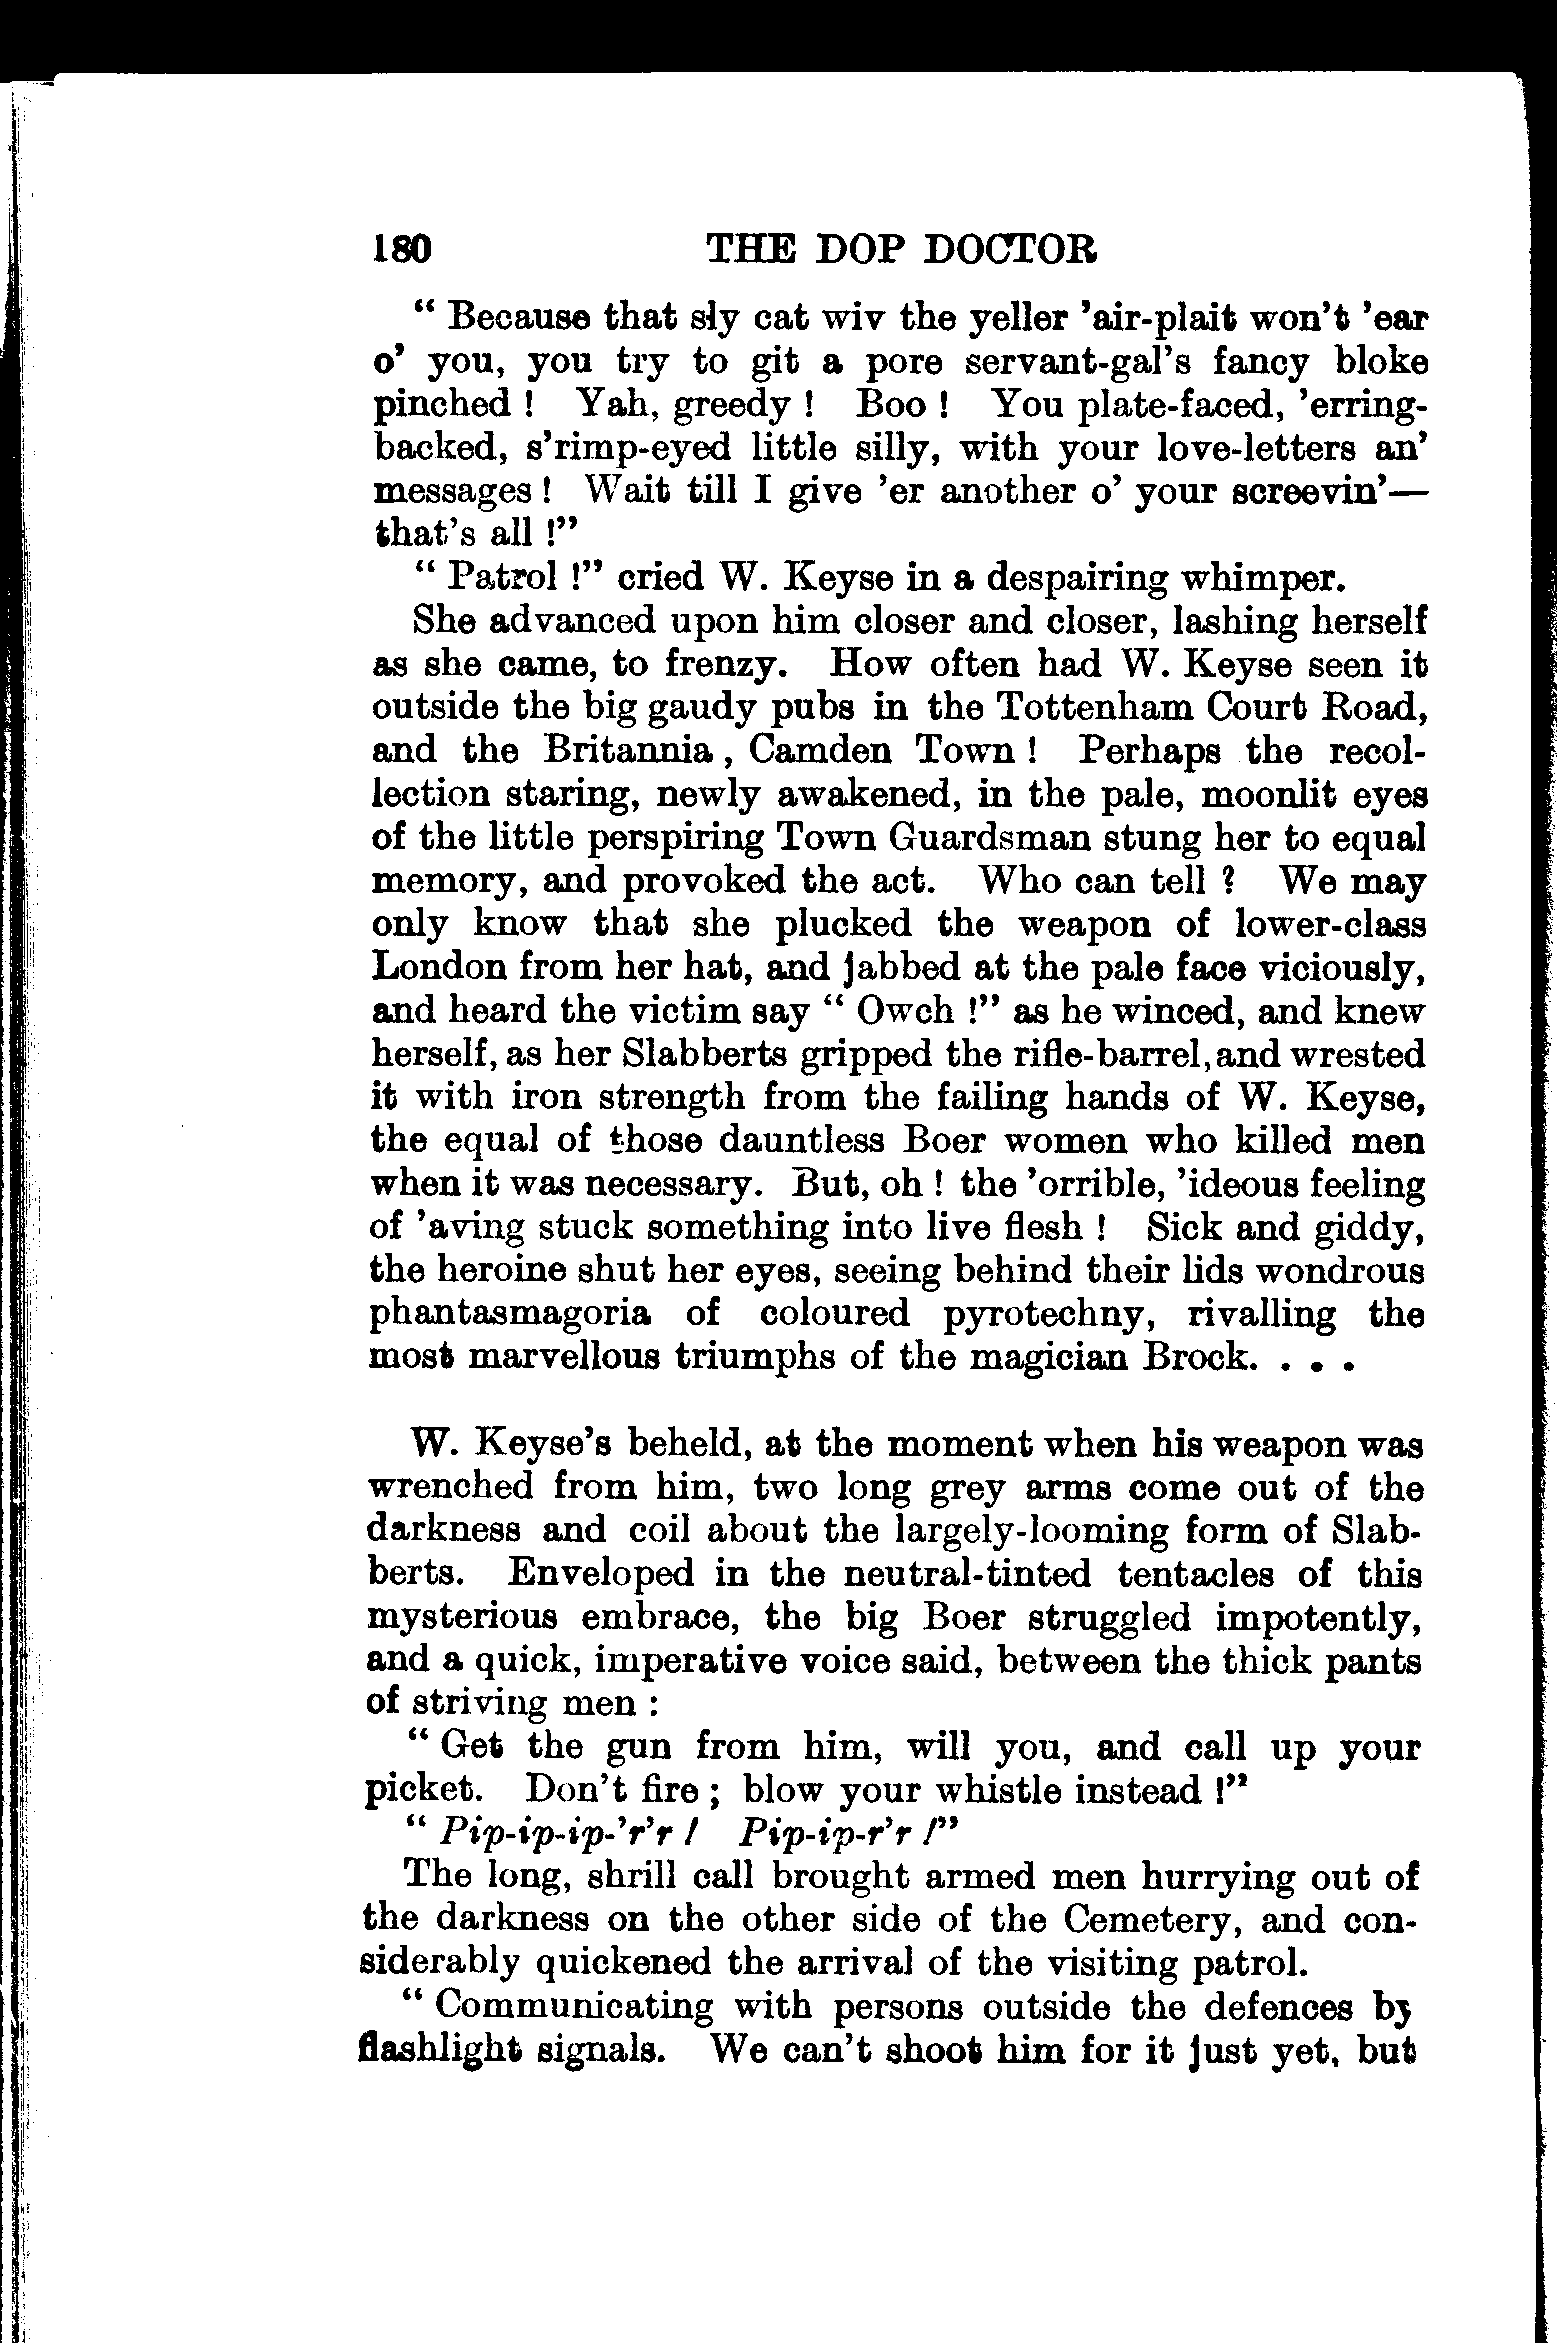 180 THE DOP DOCTOR
“ Because that sly cat wiv the yeller ’air-plait won’t ’ear
o’ you, you try to git a pore servant-gal’s fancy bloke
pinched ! Yah, greedy ! Boo ! You plate-faced, ’erring-
backed, s’rimp-eyed little silly, with your love-letters an’
messages ! Wait till I give ’er another o’ your screevin’—
that’s all !”
“ Patrol !” cried W. Keyse in a despairing whimper.
She advanced upon him closer and closer, lashing herself
as she came, to frenzy. How often had W. Keyse seen it
outside the big gaudy pubs in the Tottenham Court Road,
and the Britannia , Camden Town ! Perhaps the recol-
lection staring, newly awakened, in the pale, moonlit eyes
of the little perspiring Town Guardsman stung her to equal
memory, and provoked the act. Who can tell ? We may
only know that she plucked the weapon of lower-class
London from her hat, and jabbed at the pale face viciously,
and heard the victim say “ Owch !” as he winced, and knew
herself, as her Slabberts gripped the rifle-barrel, and wrested
it with iron strength from the failing hands of W. Keyse,
the equal of those dauntless Boer women who killed men
when it was necessary. But, oh ! the ’orrible, ’ideous feeling
of ’aving stuck something into live flesh ! Sick and giddy,
the heroine shut her eyes, seeing behind their lids wondrous
phantasmagoria of coloured pyrotechny, rivalling the
most marvellous triumphs of the magician Brock. . . .
W. Keyse’s beheld, at the moment when his weapon was
wrenched from him, two long grey arms come out of the
darkness and coil about the largely-looming form of Slab-
berts. Enveloped in the neutral-tinted tentacles of this
mysterious embrace, the big Boer struggled impotently,
and a quick, imperative voice said, between the thick pants
of striving men :
“ Get the gun from him, will you, and call up your
picket. Don’t fire ; blow your whistle instead !”
“ Pip-ip-ip-’r’r ! Pip-ip-r’r !”
The long, shrill call brought armed men hurrying out of
the darkness on the other side of the Cemetery, and con-
siderably quickened the arrival of the visiting patrol.
“ Communicating with persons outside the defences by
flashlight signals. We can’t shoot him for it just yet, but